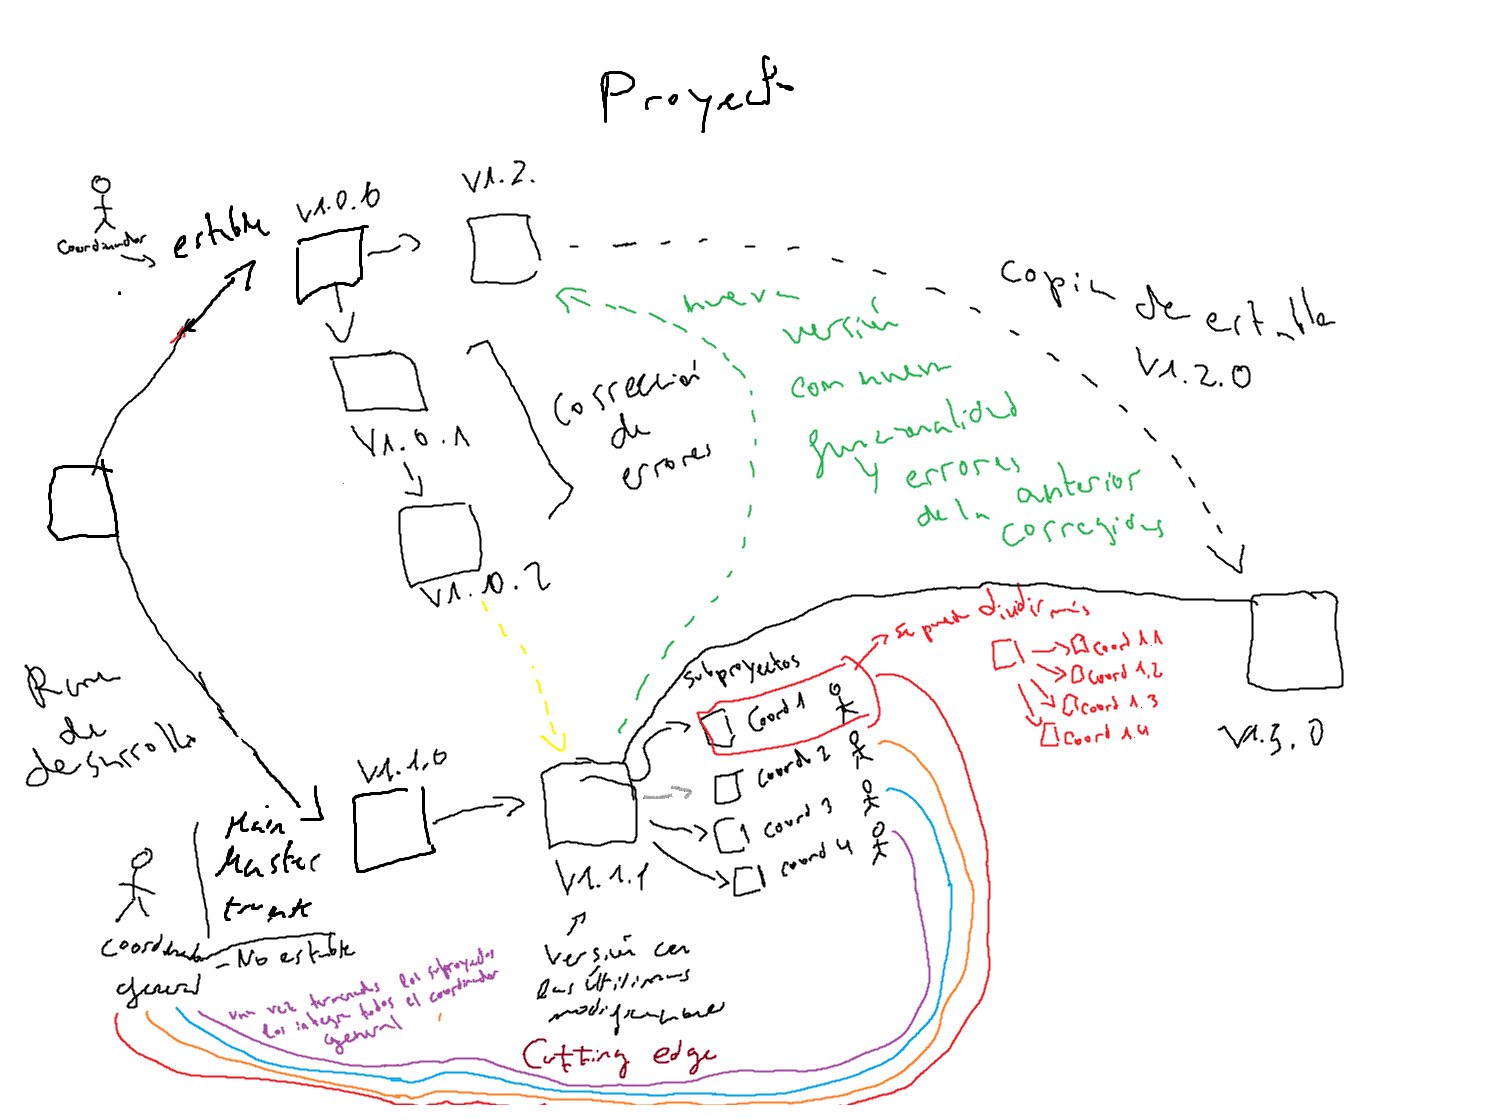 Proyecto
V1.0.0
V1.2.
Coordinador
estable
V1.0.1
V1.0.2
Corrección
de
errores
nueva
versión
con nueva
funcionalidad
y errores
de la anterior
corregidos
Copia de estable
V1.2.0
Rama
de
desarrollo
Main
Master
trunk
No estable
Coordinador
general
V1.1.0
V1.1.1
Versión con
las últimas
modificaciones
Cutting edge
subproyectos
Coord 1
Coord 2
Coord 3
Coord 4
se puede dividir más
Coord 1.1
Coord 1.2
Coord 1.3
Coord 1.4
V1.3.0
una vez terminados los subproyectos
los integra todos el coordinador
general